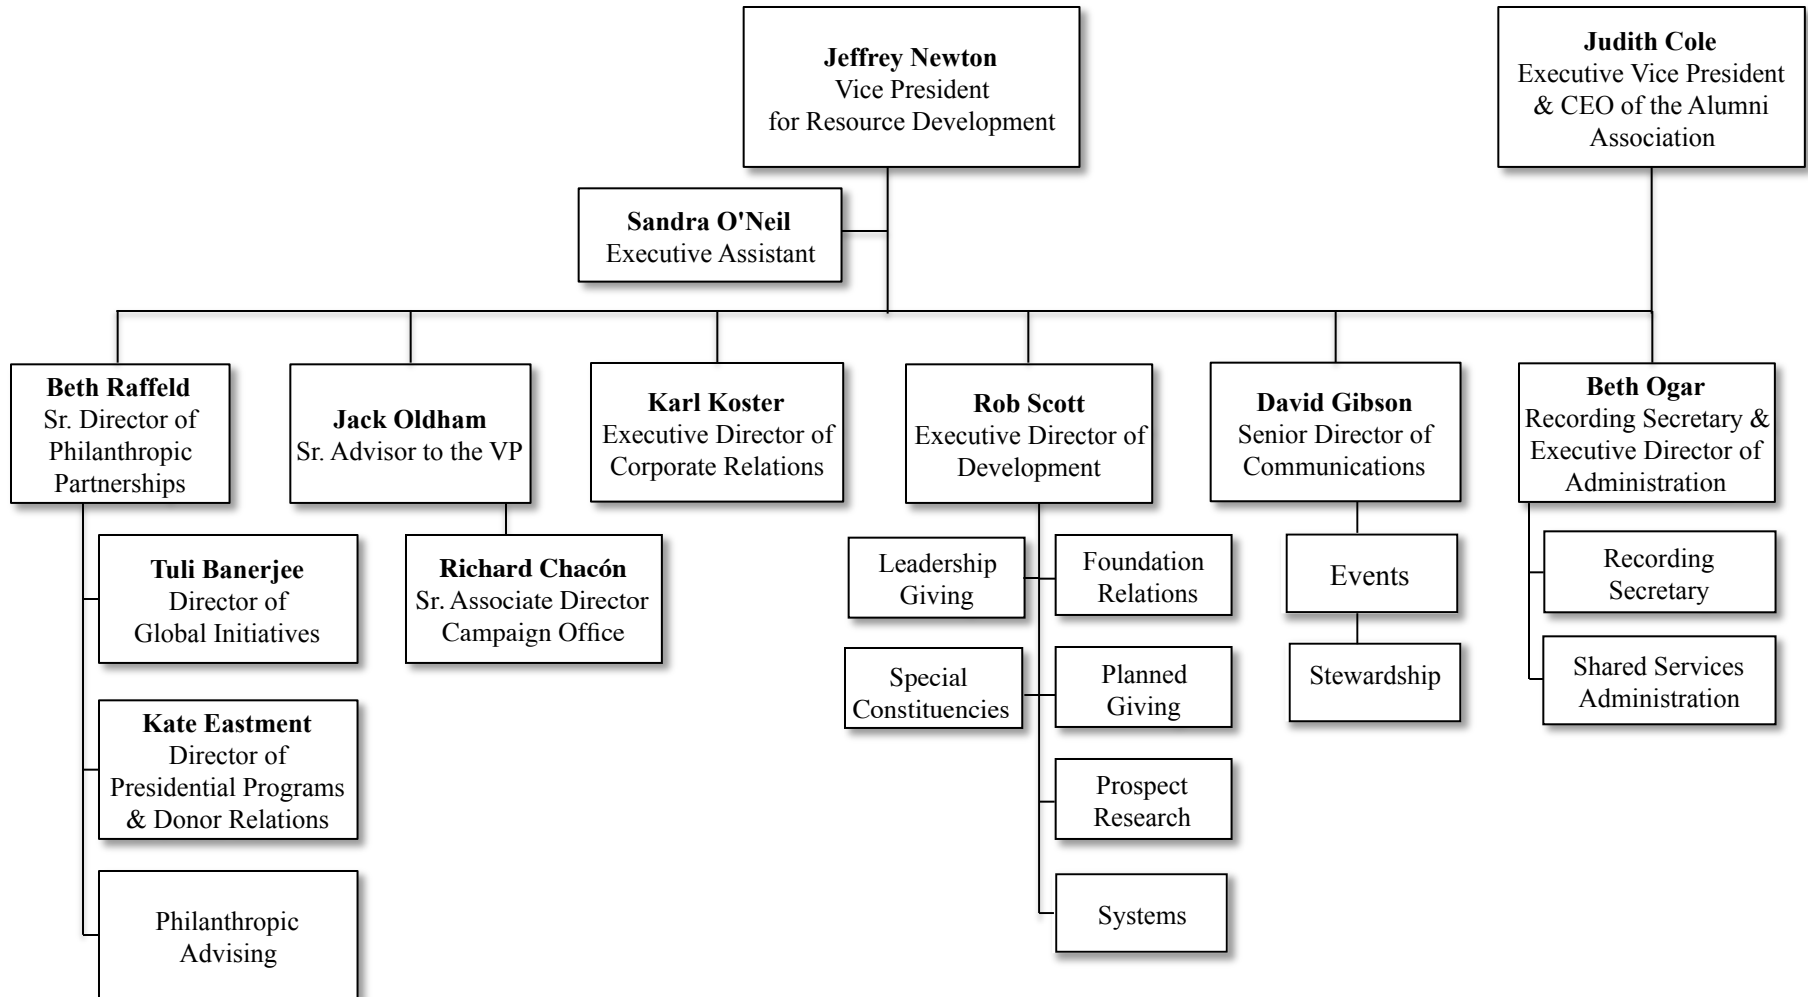 Jeffrey Newton
Vice President
for Resource Development
Judith Cole
Executive Vice President
& CEO of the Alumni
Association
Sandra O'Neil
Executive Assistant
Beth Raffeld
Sr. Director of
Philanthropic
Partnerships
Jack Oldham
Sr. Advisor to the VP
Karl Koster
Executive Director of
Corporate Relations
Rob Scott
Executive Director of
Development
David Gibson
Senior Director of
Communications
Beth Ogar
Recording Secretary &
Executive Director of
Administration
Tuli Banerjee
Director of
Global Initiatives
Kate Eastment
Director of
Presidential Programs
& Donor Relations
Philanthropic
Advising
Richard Chacón
Sr. Associate Director
Campaign Office
Leadership
Giving
Foundation
Relations
Special
Constituencies
Planned
Giving
Prospect
Research
Systems
Events
Stewardship
Recording
Secretary
Shared Services
Administration